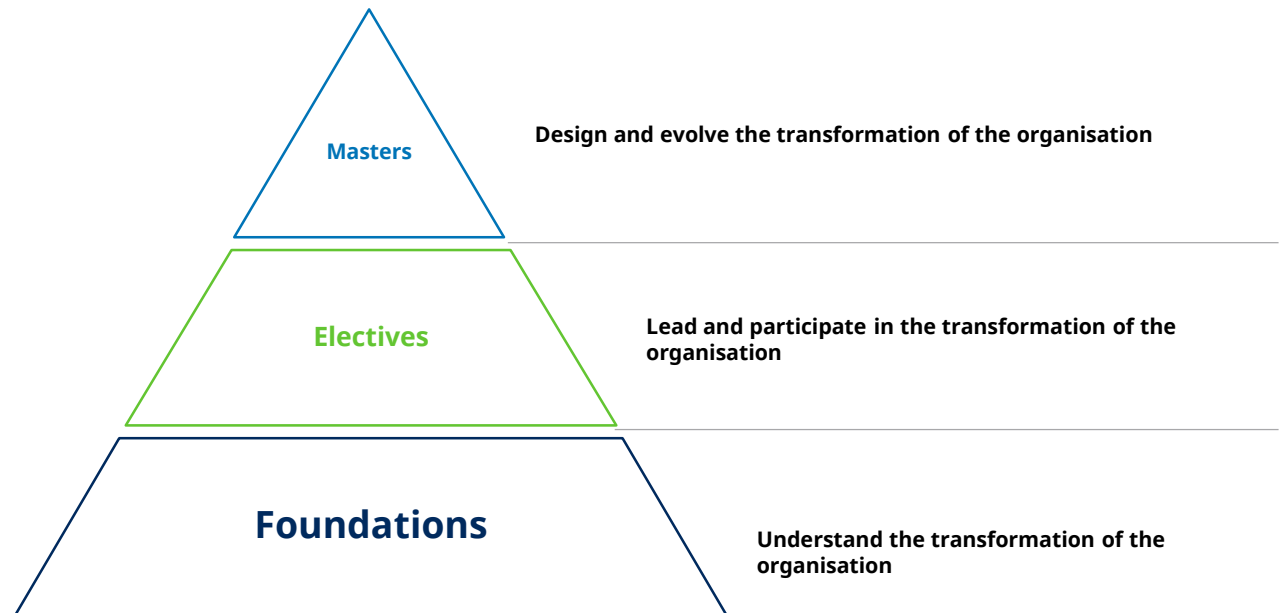 Masters
Design and evolve the transformation of the organisation
Electives
Lead and participate in the transformation of the
organisation
Foundations
Understand the transformation of the
organisation